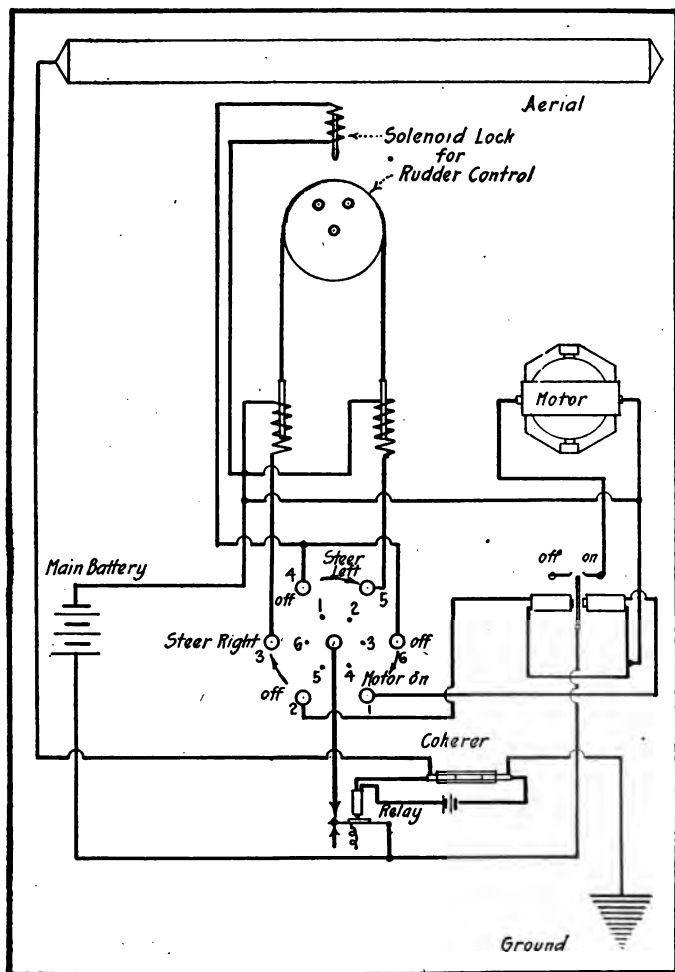 Aerial
Solenoid Lock
for
Rudder Control
Motor
off on
Main Battery
Steer
Left
4
off
5
1
2
Steer Right
3
6
3
off
6
5
4
off
Motor on
2
1
Coherer
Relay
Ground